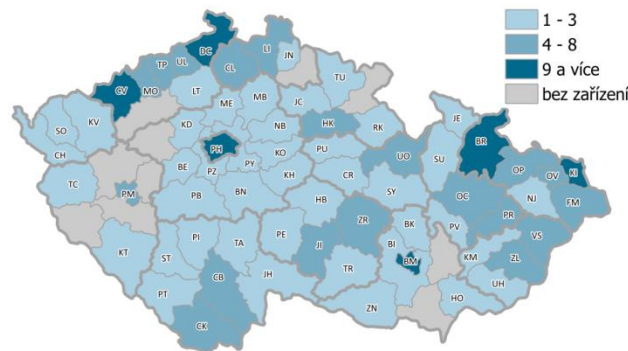 1 - 3
4 - 8
9 a více
bez zařízení
DC
LI
TP
UL
CL
JN
CV
MO
LT
TU
MB
ME
JC
SO
KV
KD
NB
HK
RK
JE
PH
BR
CH
BE
PZ
PY
KO
PU
UO
SU
OP
OV
KI
TC
PM
PB
BN
KH
CR
OC
NJ
FM
SY
HB
PR
ZR
BK
PV
VS
KT
ST
PI
TA
PE
JI
BI
BM
KM
ZL
CB
TR
UH
PT
JH
ZN
HO
CK